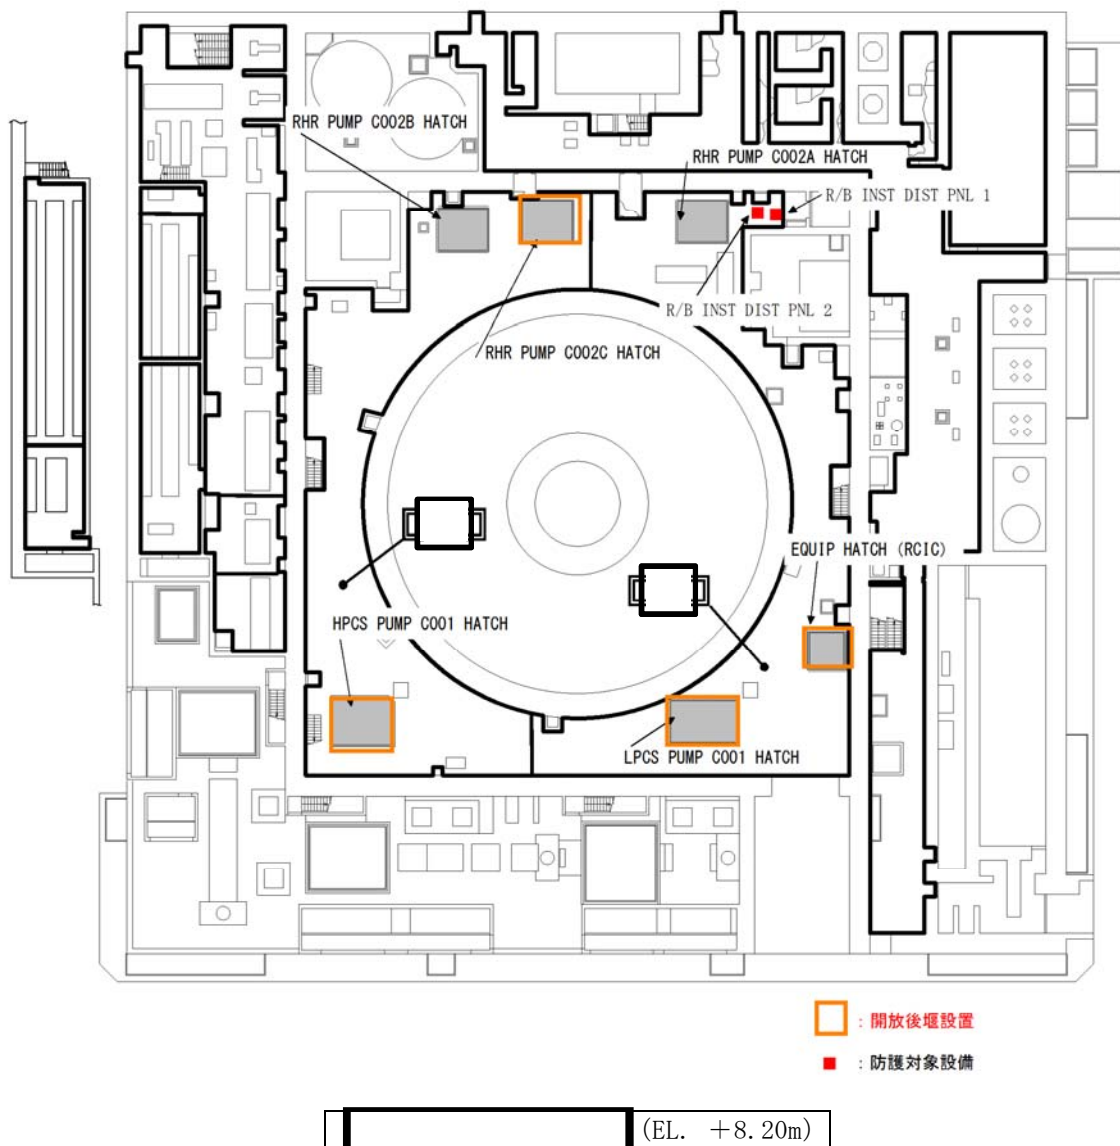 RHR PUMP C002B HATCH
RHR PUMP C002A HATCH
R/B INST DIST PNL 1
R/B INST DIST PNL 2
RHR PUMP C002C HATCH
EQUIP HATCH (RCIC)
HPCS PUMP C001 HATCH
LPCS PUMP C001 HATCH
：開放後堰設置
：防護対象設備
(EL. ＋8.20m)